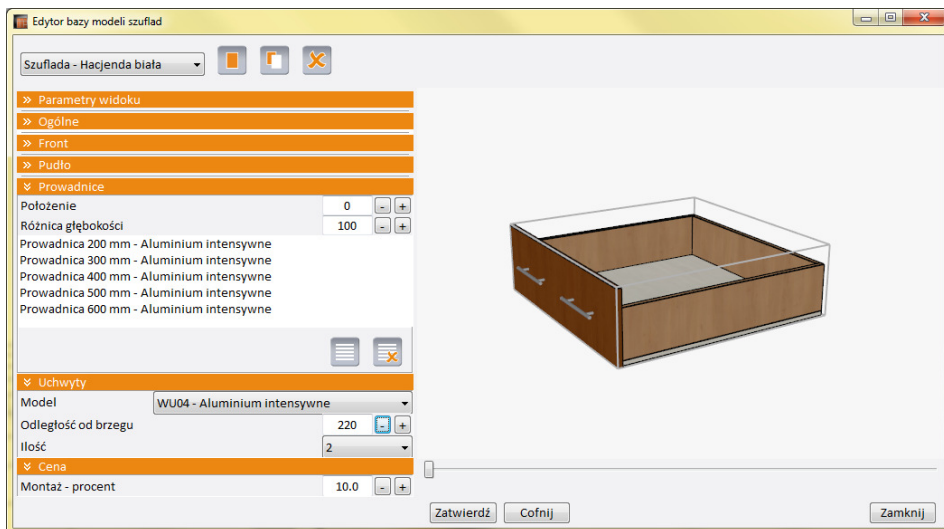 Edytor bazy modeli szuflad
Szuflada - Hacjenda biała
Parametry widoku
Ogólne
Front
Pudło
Prowadnice
Położenie 0 - +
Różnica głębokości 100 - +
Prowadnica 200 mm - Aluminium intensywne
Prowadnica 300 mm - Aluminium intensywne
Prowadnica 400 mm - Aluminium intensywne
Prowadnica 500 mm - Aluminium intensywne
Prowadnica 600 mm - Aluminium intensywne
Uchwyty
Model WU04 - Aluminium intensywne
Odległość od brzegu 220 - +
Ilość 2
Cena
Montaż - procent 10.0 - +
Zatwierdź Cofnij Zamknij